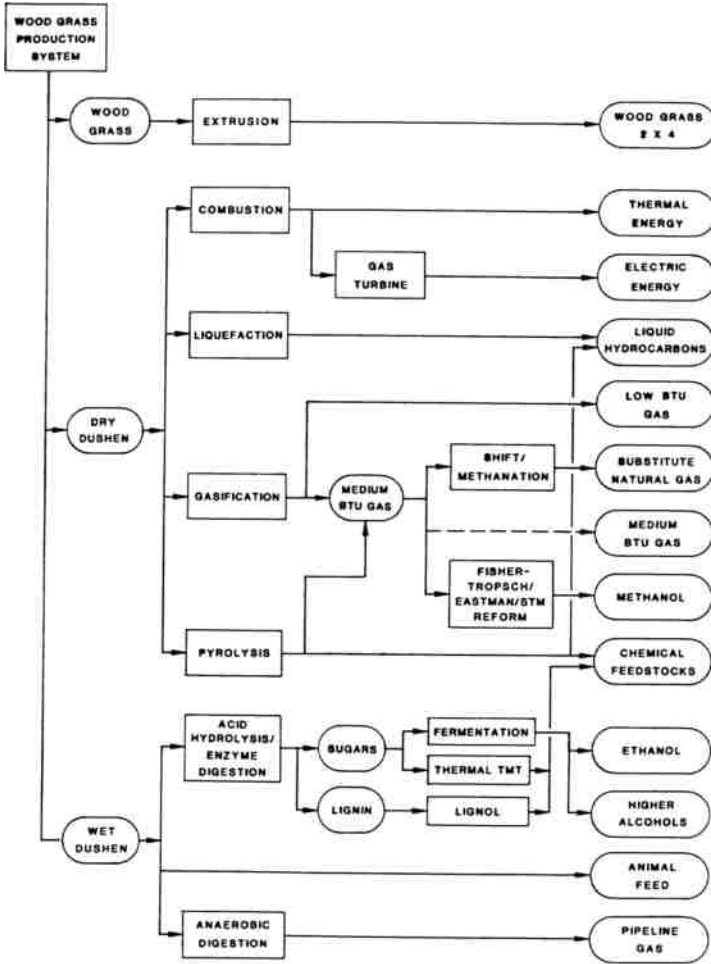 WOOD GRASS
PRODUCTION
SYSTEM
WOOD
GRASS
EXTRUSION
WOOD GRASS
2 X 4
COMBUSTION
THERMAL
ENERGY
GAS
TURBINE
ELECTRIC
ENERGY
LIQUEFACTION
LIQUID
HYDROCARBONS
LOW BTU
GAS
DRY
DUSHEN
GASIFICATION
MEDIUM
BTU GAS
SHIFT/
METHANATION
SUBSTITUTE
NATURAL GAS
MEDIUM
BTU GAS
FISHER-
TROPSCH/
EASTMAN/STM
REFORM
METHANOL
PYROLYSIS
CHEMICAL
FEEDSTOCKS
ACID
HYDROLYSIS/
ENZYME
DIGESTION
SUGARS
FERMENTATION
ETHANOL
THERMAL TMT
LIGNIN
LIGNOL
HIGHER
ALCOHOLS
WET
DUSHEN
ANIMAL
FEED
ANAEROBIC
DIGESTION
PIPELINE
GAS